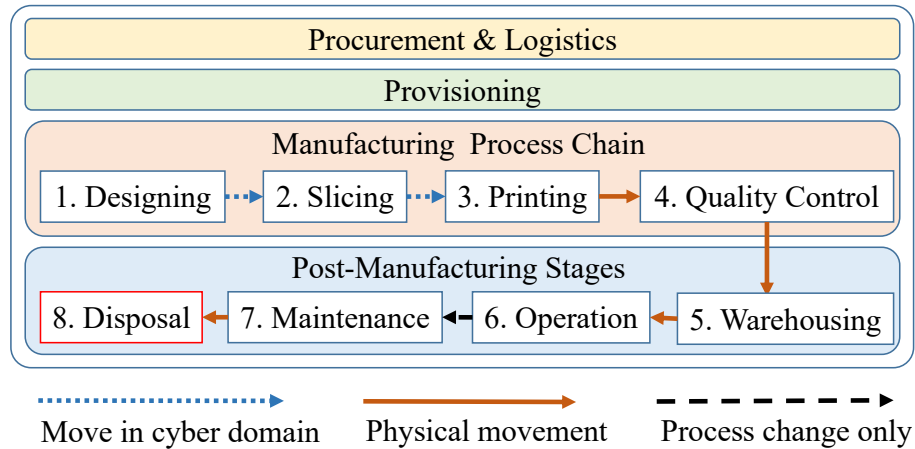 Procurement & Logistics
Provisioning
Manufacturing Process Chain
1. Designing
2. Slicing
3. Printing
4. Quality Control
Post-Manufacturing Stages
8. Disposal
7. Maintenance
6. Operation
5. Warehousing
Move in cyber domain
Physical movement
Process change only